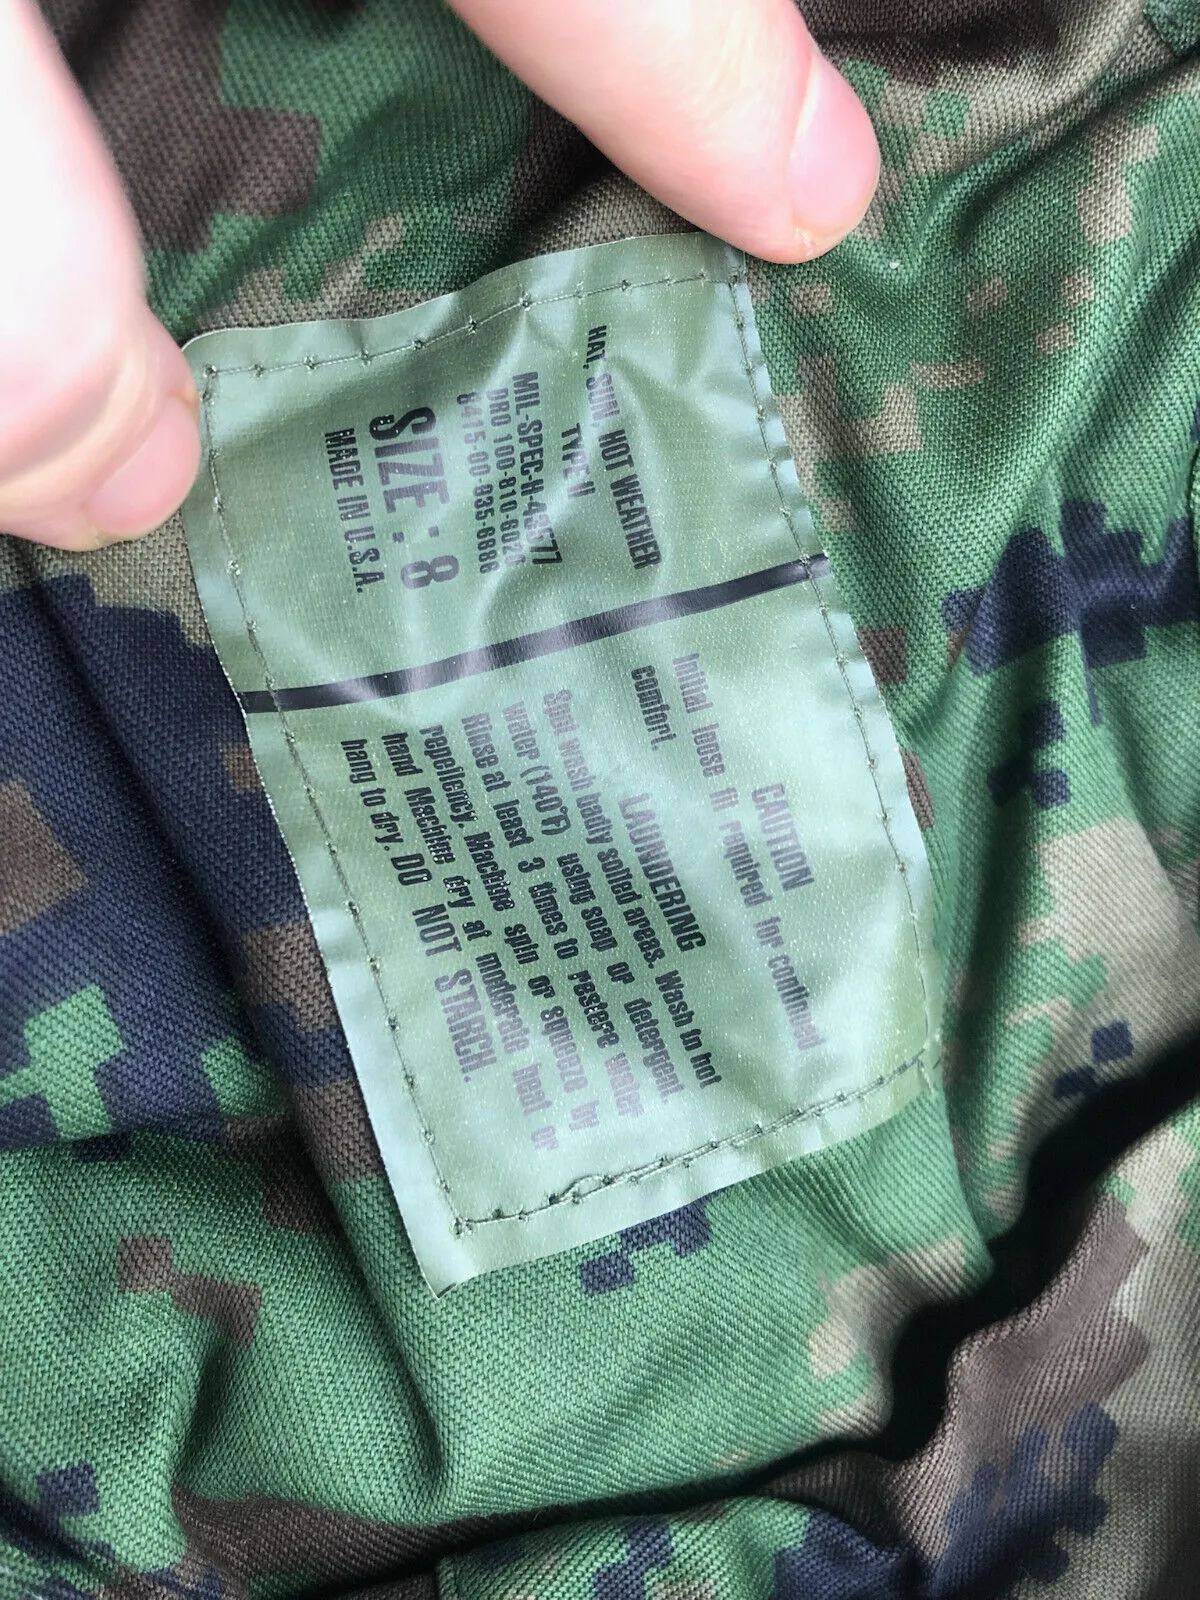 HAT, SUN, HOT WEATHER
TYPE II
MIL-SPEC-H-43577
DRO 100-810-6020
8415-00-835-8686
SIZE : 8
MADE IN U.S.A.
CAUTION
Initial loose fit required for continued
comfort.
LAUNDERING
Spot wash badly soiled areas. Wash in hot
water (140°F) using soap or detergent.
Rinse at least 3 times to restore water
repellency. Machine spin or squeeze by
hand Machine dry at moderate heat or
hang to dry. DO NOT STARCH.